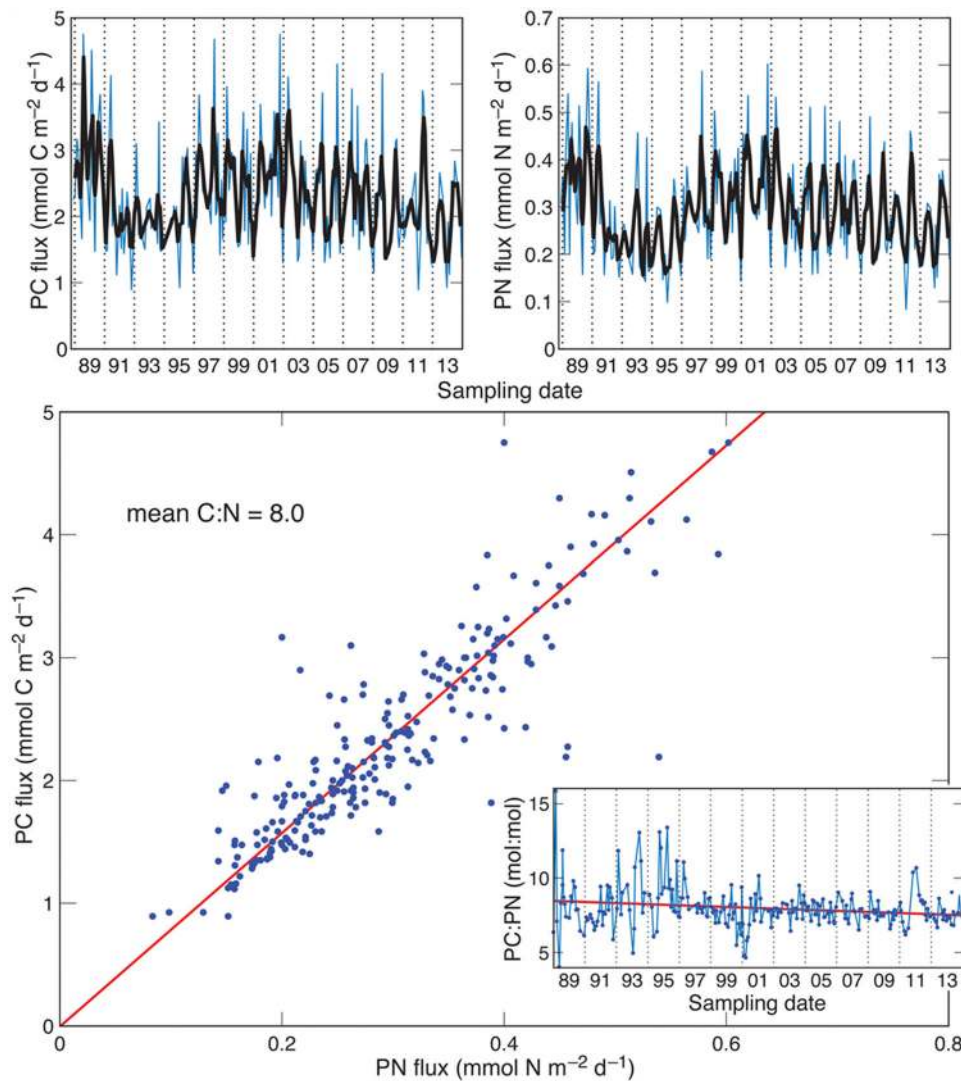 PC flux (mmol C m⁻² d⁻¹)
5
4
3
2
1
0
89 91 93 95 97 99 01 03 05 07 09 11 13
PN flux (mmol N m⁻² d⁻¹)
0.7
0.6
0.5
0.4
0.3
0.2
0.1
0
89 91 93 95 97 99 01 03 05 07 09 11 13
Sampling date
PC flux (mmol C m⁻² d⁻¹)
5
4
3
2
1
0
mean C:N = 8.0
0 0.2 0.4 0.6 0.8
PN flux (mmol N m⁻² d⁻¹)
PC:PN (mol:mol)
15
10
5
89 91 93 95 97 99 01 03 05 07 09 11 13
Sampling date